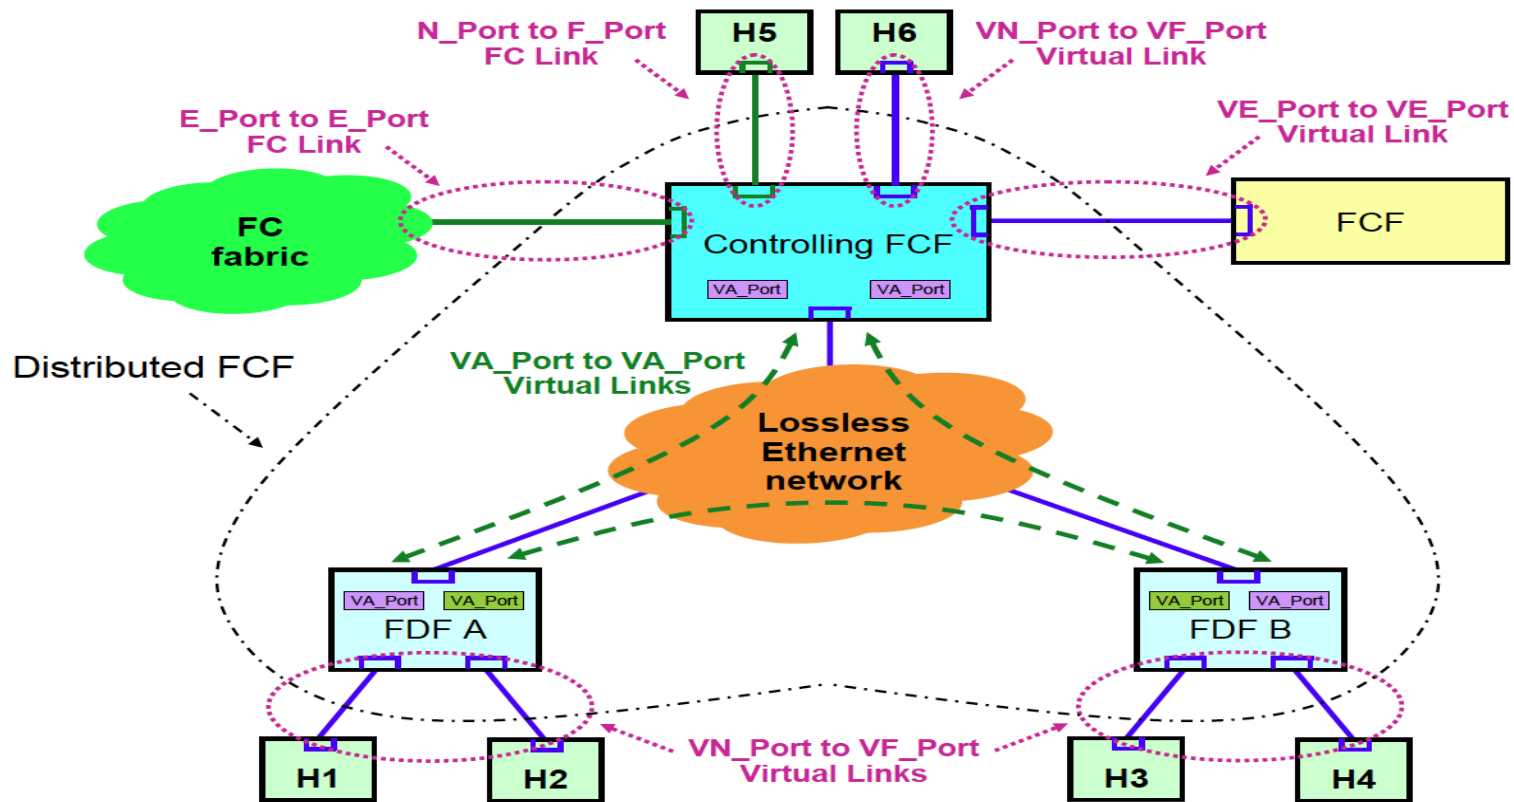 N_Port to F_Port
FC Link
H5
H6
VN_Port to VF_Port
Virtual Link
E_Port to E_Port
FC Link
VE_Port to VE_Port
Virtual Link
FC
fabric
Controlling FCF
FCF
VA_Port
VA_Port
VA_Port to VA_Port
Virtual Links
Distributed FCF
Lossless
Ethernet
network
VA_Port
VA_Port
FDF A
VA_Port
VA_Port
FDF B
VN_Port to VF_Port
Virtual Links
H1
H2
H3
H4